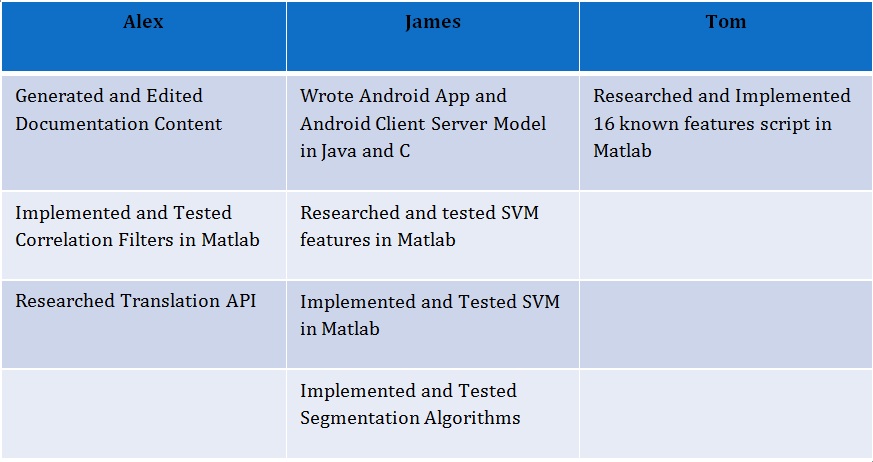 Alex
James
Tom
Generated and Edited
Documentation Content
Wrote Android App and
Android Client Server Model
in Java and C
Researched and Implemented
16 known features script in
Matlab
Implemented and Tested
Correlation Filters in Matlab
Researched and tested SVM
features in Matlab
Researched Translation API
Implemented and Tested SVM
in Matlab
Implemented and Tested
Segmentation Algorithms